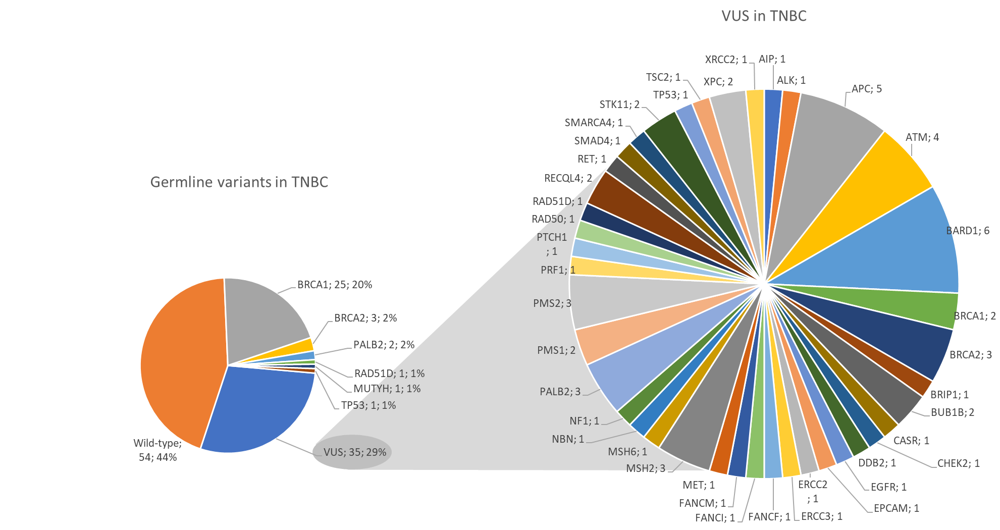 VUS in TNBC
XRCC2; 1
AIP; 1
TSC2; 1
XPC; 2
ALK; 1
APC; 5
TP53; 1
STK11; 2
SMARCA4; 1
ATM; 4
SMAD4; 1
RET; 1
RECQL4; 2
Germline variants in TNBC
RAD51D; 1
RAD50; 1
BARD1; 6
PTCH1
; 1
PRF1; 1
BRCA1; 25; 20%
PMS2; 3
BRCA1; 2
BRCA2; 3; 2%
PALB2; 2; 2%
PMS1; 2
BRCA2; 3
RAD51D; 1; 1%
MUTYH; 1; 1%
PALB2; 3
BRIP1; 1
TP53; 1; 1%
BUB1B; 2
NF1; 1
NBN; 1
CASR; 1
Wild-type;
54; 44%
VUS; 35; 29%
MSH6; 1
MSH2; 3
DDB2; 1
CHEK2; 1
MET; 1
ERCC2
; 1
EGFR; 1
FANCM; 1
EPCAM; 1
FANCI; 1
FANCF; 1
ERCC3; 1